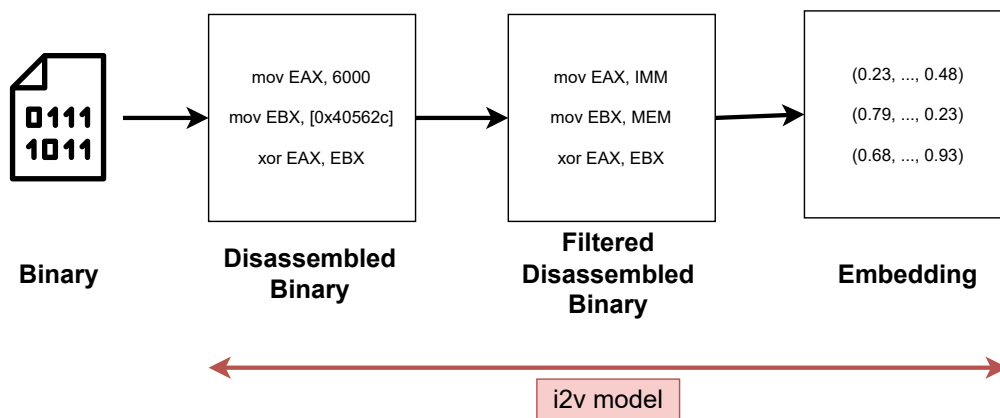 0111
1011
mov EAX, 6000
mov EBX, [0x40562c]
xor EAX, EBX
mov EAX, IMM
mov EBX, MEM
xor EAX, EBX
(0.23, ..., 0.48)
(0.79, ..., 0.23)
(0.68, ..., 0.93)
Binary
Disassembled
Binary
Filtered
Disassembled
Binary
Embedding
i2v model